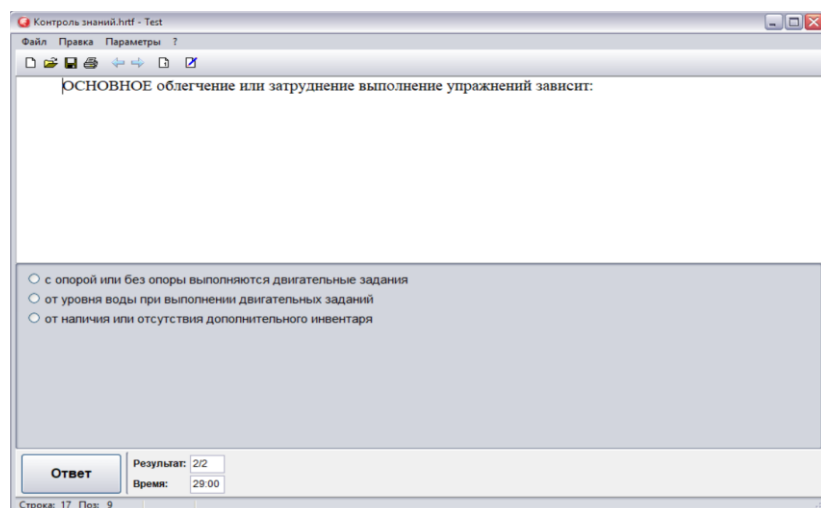 Контроль знаний.hrtf - Test
Файл Правка Параметры ?
ОСНОВНОЕ облегчение или затруднение выполнение упражнений зависит:
с опорой или без опоры выполняются двигательные задания
от уровня воды при выполнении двигательных заданий
от наличия или отсутствия дополнительного инвентаря
Ответ
Результат: 2/2
Время: 29:00
Строка: 17 Поз: 9